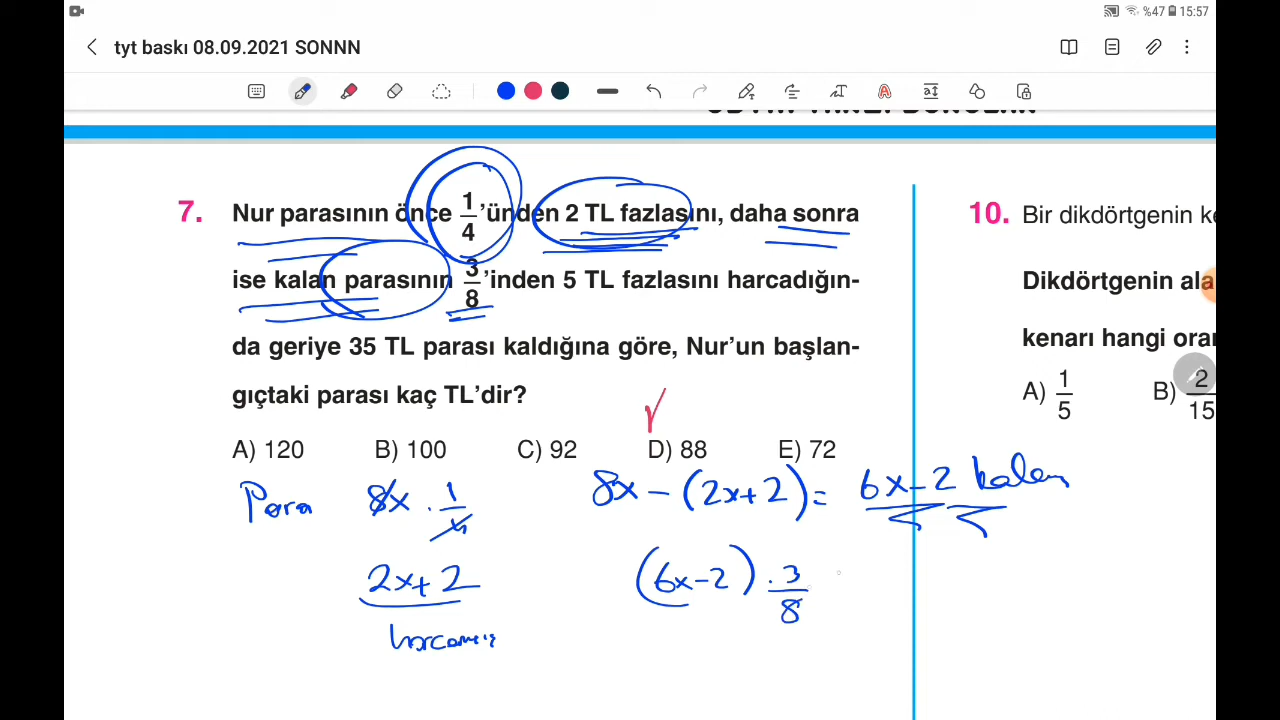 %47 15:57
tyt baskı 08.09.2021 SONNN
7. Nur parasının önce 1/4 'ünden 2 TL fazlasını, daha sonra
ise kalan parasının 3/8 'inden 5 TL fazlasını harcadığın-
da geriye 35 TL parası kaldığına göre, Nur'un başlan-
gıçtaki parası kaç TL'dir?
A) 120 B) 100 C) 92 D) 88 E) 72
Para 8x . 1/4
8x - (2x+2) = 6x-2 kalan
2x+2
harcamış
(6x-2) . 3/8
10. Bir dikdörtgenin ke
Dikdörtgenin ala
kenarı hangi oran
A) 1/5 B) 2/15